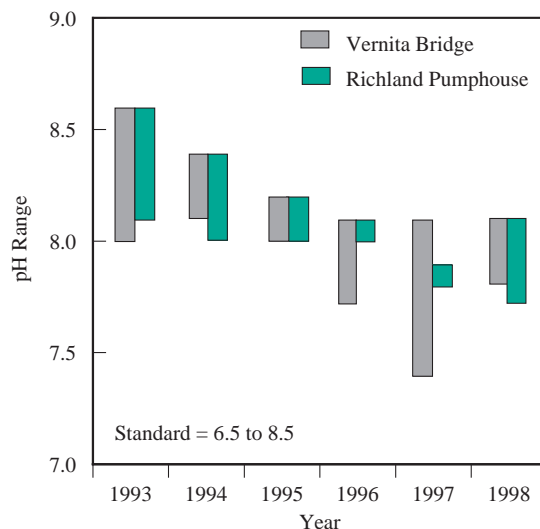 9.0
Vernita Bridge
Richland Pumphouse
8.5
8.0
7.5
7.0
pH Range
Standard = 6.5 to 8.5
1993 1994 1995 1996 1997 1998
Year